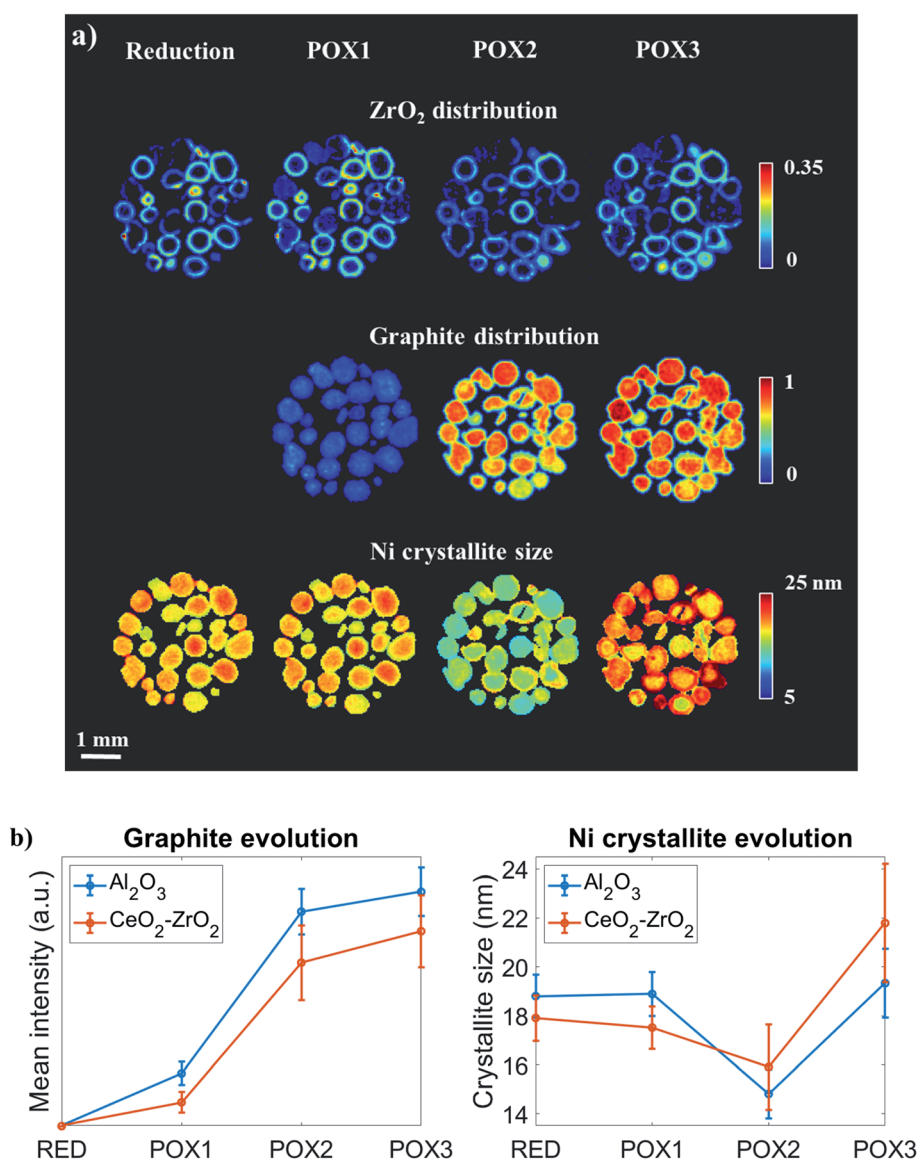 a)
Reduction POX1 POX2 POX3
ZrO₂ distribution
0.35
0
Graphite distribution
1
0
Ni crystallite size
25 nm
5
1 mm
b)
Graphite evolution
Mean intensity (a.u.)
Al₂O₃
CeO₂-ZrO₂
RED POX1 POX2 POX3
Ni crystallite evolution
Crystallite size (nm)
24
22
20
18
16
14
Al₂O₃
CeO₂-ZrO₂
RED POX1 POX2 POX3